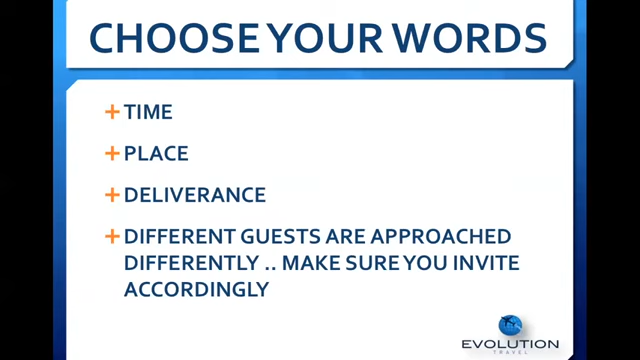 CHOOSE YOUR WORDS
TIME
PLACE
DELIVERANCE
DIFFERENT GUESTS ARE APPROACHED
DIFFERENTLY .. MAKE SURE YOU INVITE
ACCORDINGLY
EVOLUTION
TRAVEL